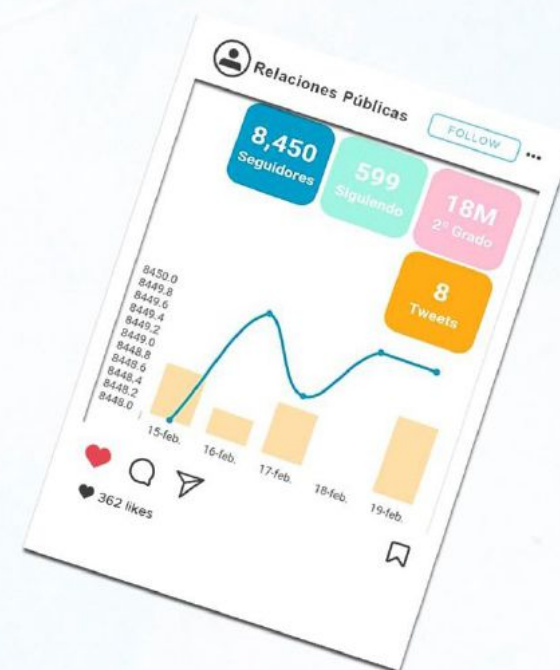 Relaciones Públicas
FOLLOW
8,450
Seguidores
599
Siguiendo
18M
2º Grado
8
Tweets
8450.0
8449.8
8449.6
8449.4
8449.2
8449.0
8448.8
8448.6
8448.4
8448.2
8448.0
15-feb.
16-feb.
17-feb.
18-feb.
19-feb.
362 likes